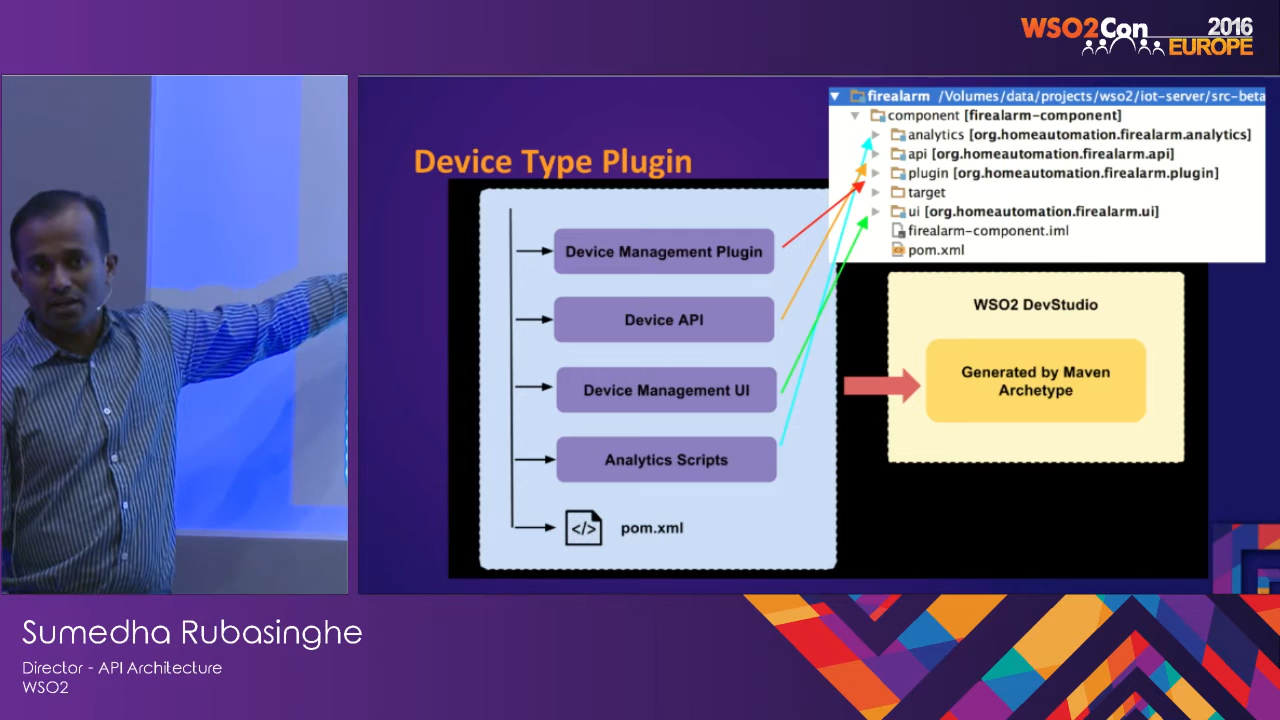 WSO2Con 2016
EUROPE
firealarm /Volumes/data/projects/wso2/iot-server/src-beta
component [firealarm-component]
analytics [org.homeautomation.firealarm.analytics]
api [org.homeautomation.firealarm.api]
plugin [org.homeautomation.firealarm.plugin]
target
ui [org.homeautomation.firealarm.ui]
firealarm-component.iml
pom.xml
Device Type Plugin
Device Management Plugin
Device API
Device Management UI
Analytics Scripts
</> pom.xml
WSO2 DevStudio
Generated by Maven
Archetype
Sumedha Rubasinghe
Director - API Architecture
WSO2